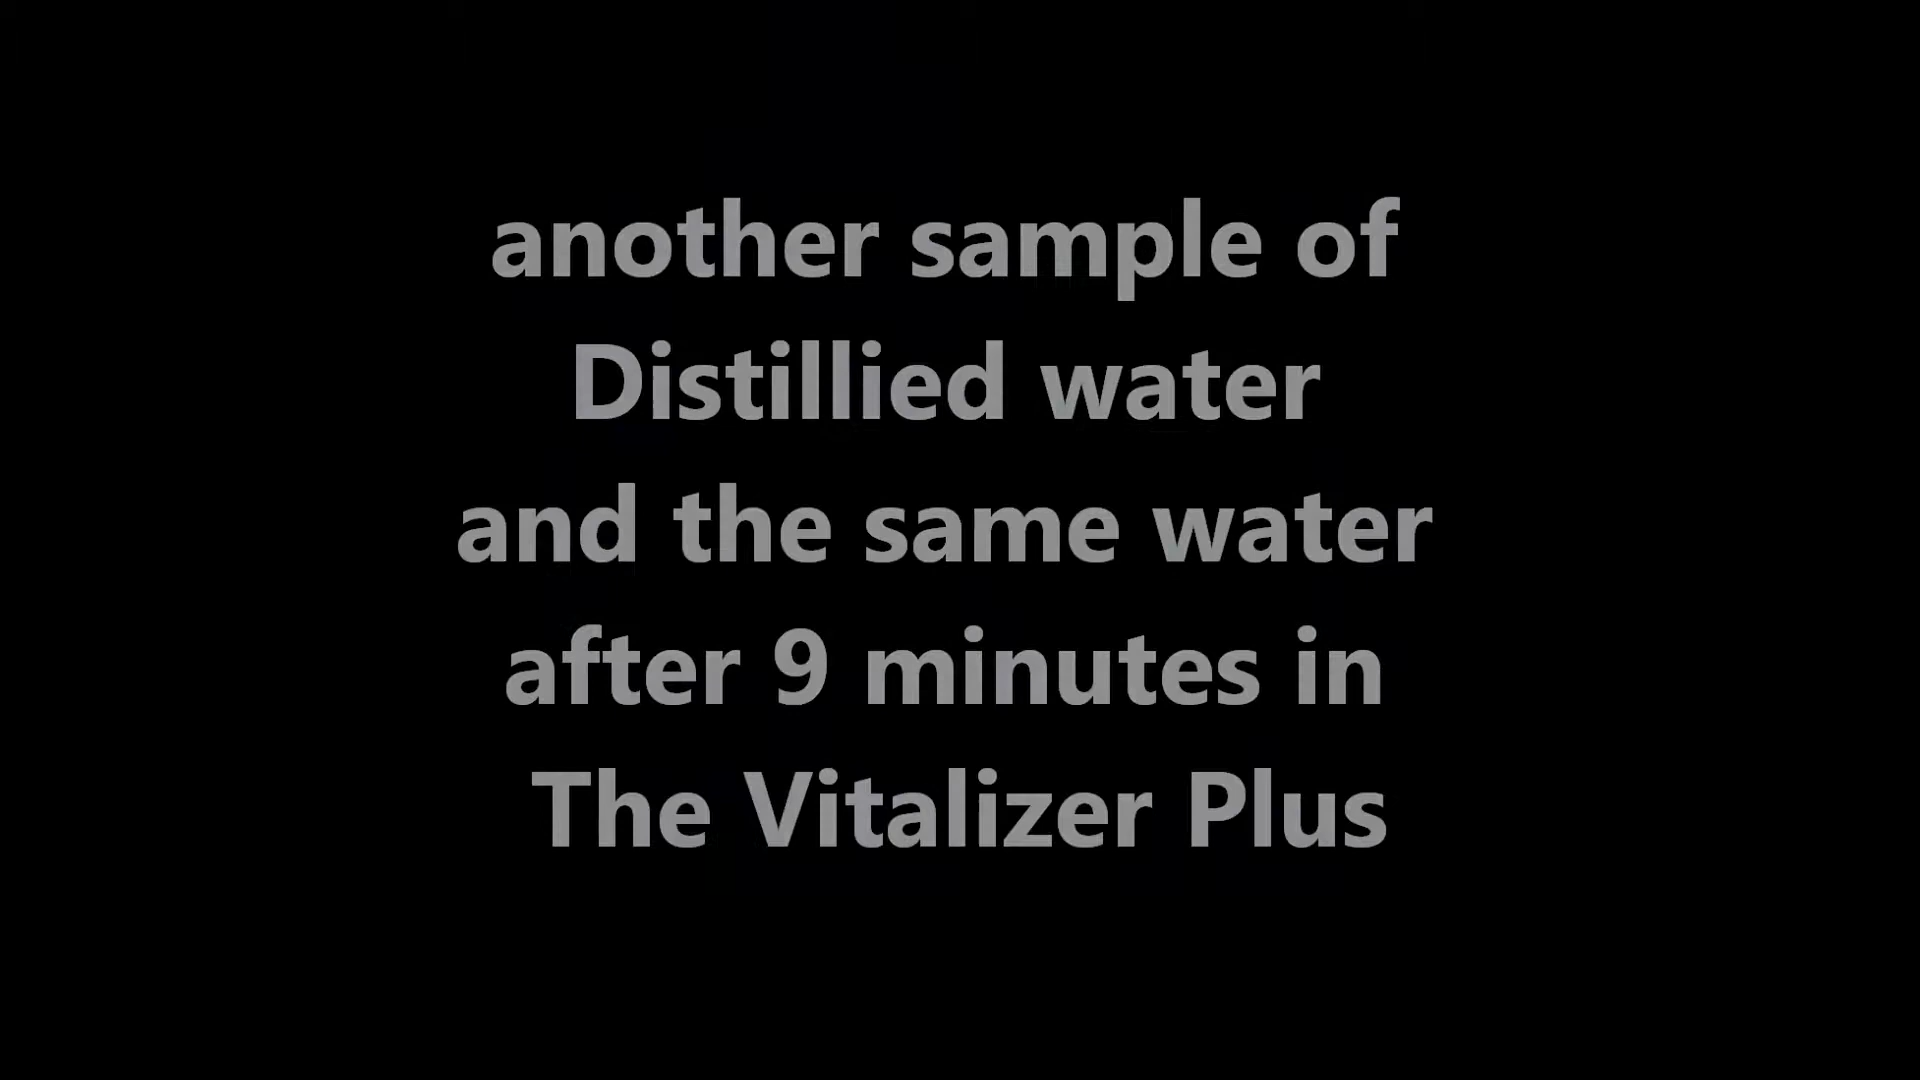 another sample of
Distillied water
and the same water
after 9 minutes in
The Vitalizer Plus